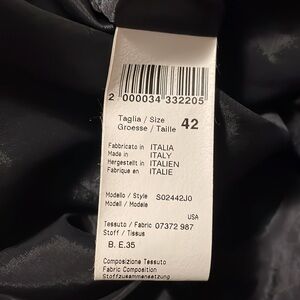 2 000034 332205
Taglia / Size
Groesse / Taille 42
Fabbricato in ITALIA
Made in ITALY
Hergestellt in ITALIEN
Fabrique en ITALIE
Modello / Style S02442J0
Modell / Modele
USA
Tessuto / Fabric 07372 987
Stoff / Tissus
B. E.35
Composizione Tessuto
Fabric Composition
Stoffzusammensetzung